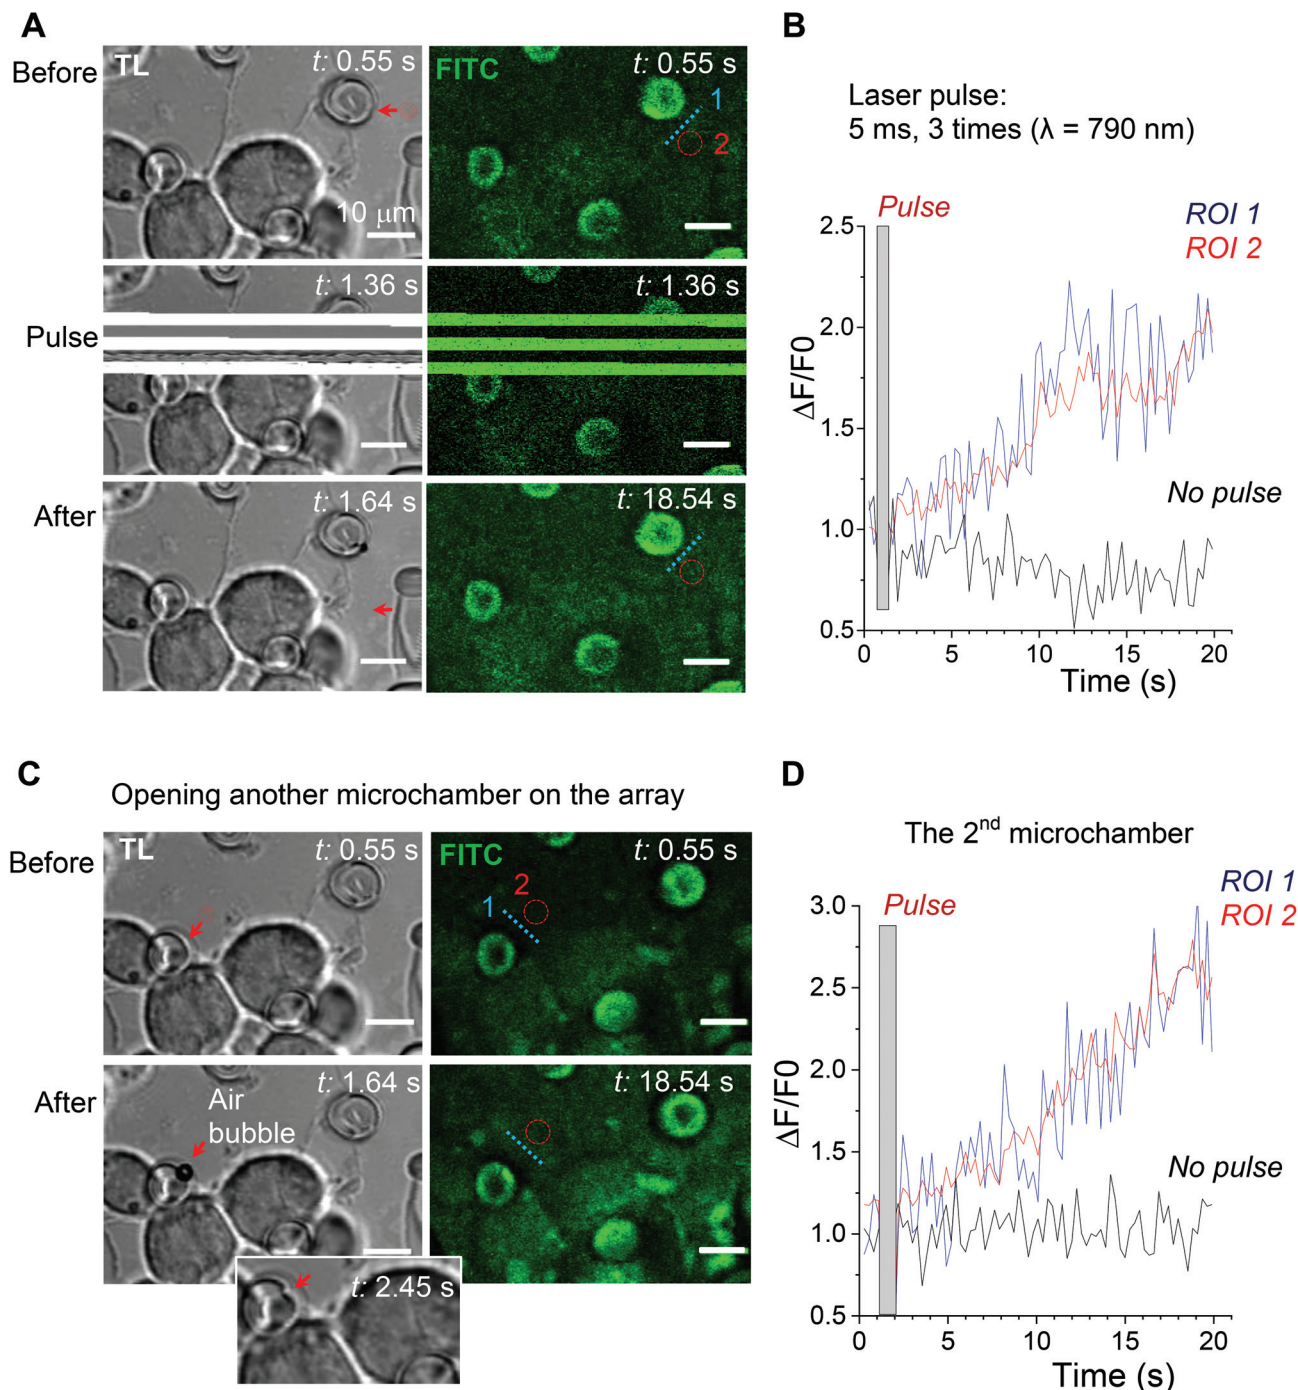 A
Before
TL
t: 0.55 s
10 μm
FITC
t: 0.55 s
1
2
Pulse
t: 1.36 s
t: 1.36 s
After
t: 1.64 s
t: 18.54 s
B
Laser pulse:
5 ms, 3 times (λ = 790 nm)
Pulse
ROI 1
ROI 2
No pulse
ΔF/F0
2.5
2.0
1.5
1.0
0.5
0 5 10 15 20
Time (s)
C
Opening another microchamber on the array
Before
TL
t: 0.55 s
FITC
t: 0.55 s
2
1
After
t: 1.64 s
Air
bubble
t: 18.54 s
t: 2.45 s
D
The 2nd microchamber
Pulse
ROI 1
ROI 2
No pulse
ΔF/F0
3.0
2.5
2.0
1.5
1.0
0.5
0 5 10 15 20
Time (s)